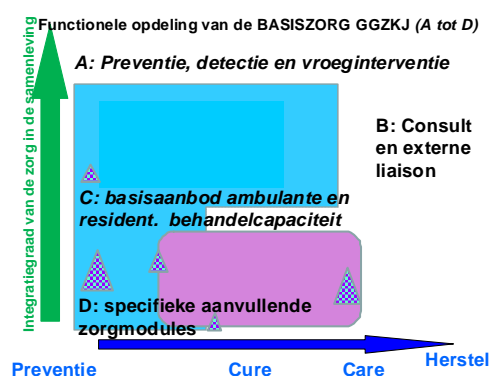 Functionele opdeling van de BASISZORG GGZKJ (A tot D)
A: Preventie, detectie en vroeginterventie
Integratiegraad van de zorg in de samenleving
B: Consult
en externe
liaison
C: basisaanbod ambulante en
resident. behandelcapaciteit
D: specifieke aanvullende
zorgmodules
Preventie
Cure
Care
Herstel